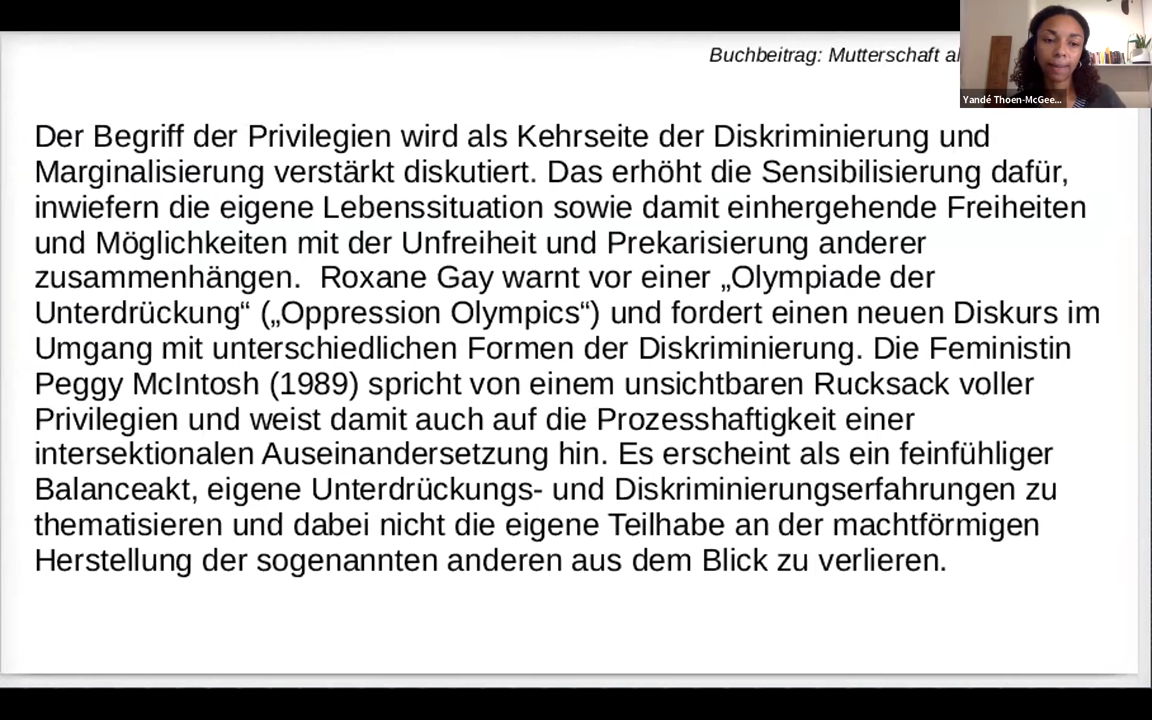 Buchbeitrag: Mutterschaft al
Yandé Thoen-McGee...
Der Begriff der Privilegien wird als Kehrseite der Diskriminierung und
Marginalisierung verstärkt diskutiert. Das erhöht die Sensibilisierung dafür,
inwiefern die eigene Lebenssituation sowie damit einhergehende Freiheiten
und Möglichkeiten mit der Unfreiheit und Prekarisierung anderer
zusammenhängen.  Roxane Gay warnt vor einer „Olympiade der
Unterdrückung“ („Oppression Olympics“) und fordert einen neuen Diskurs im
Umgang mit unterschiedlichen Formen der Diskriminierung. Die Feministin
Peggy McIntosh (1989) spricht von einem unsichtbaren Rucksack voller
Privilegien und weist damit auch auf die Prozesshaftigkeit einer
intersektionalen Auseinandersetzung hin. Es erscheint als ein feinfühliger
Balanceakt, eigene Unterdrückungs- und Diskriminierungserfahrungen zu
thematisieren und dabei nicht die eigene Teilhabe an der machtförmigen
Herstellung der sogenannten anderen aus dem Blick zu verlieren.